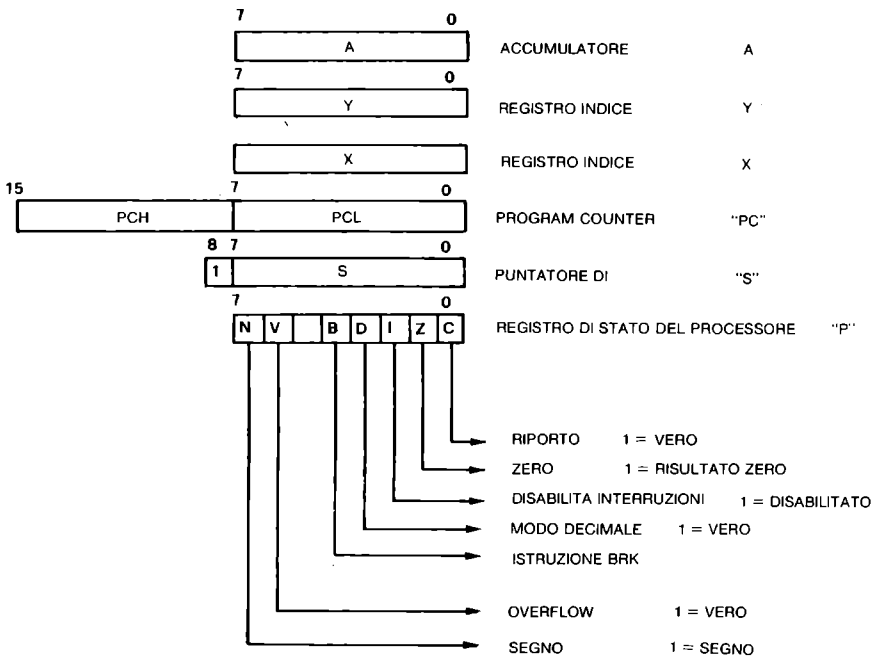 7 0
A ACCUMULATORE A
7 0
Y REGISTRO INDICE Y
X REGISTRO INDICE X
15 7 0
PCH PCL PROGRAM COUNTER "PC"
8 7 0
1 S PUNTATORE DI "S"
7 0
N V B D I Z C REGISTRO DI STATO DEL PROCESSORE "P"
RIPORTO 1 = VERO
ZERO 1 = RISULTATO ZERO
DISABILITA INTERRUZIONI 1 = DISABILITATO
MODO DECIMALE 1 = VERO
ISTRUZIONE BRK
OVERFLOW 1 = VERO
SEGNO 1 = SEGNO